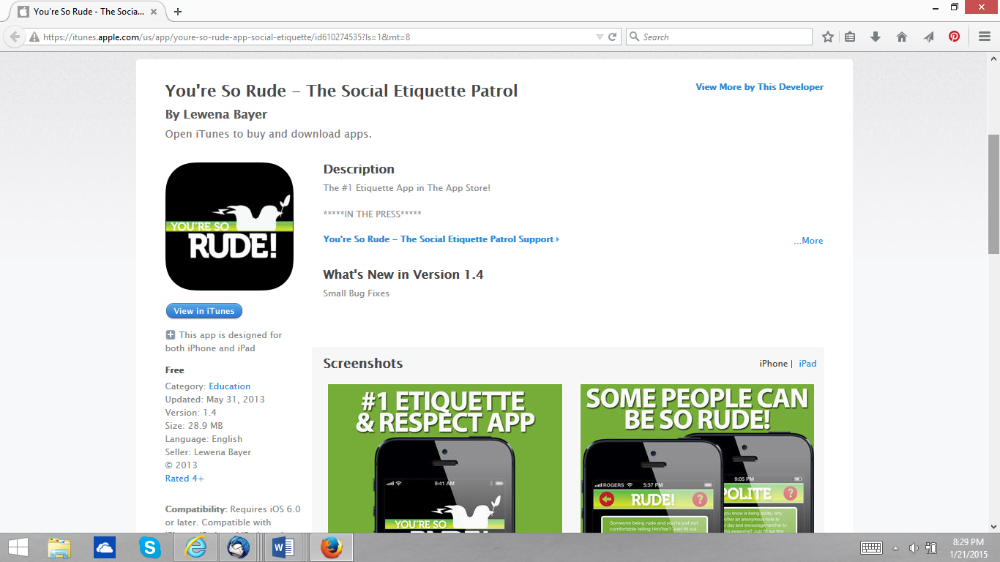 You're So Rude - The Social...
https://itunes.apple.com/us/app/youre-so-rude-app-social-etiquette/id610274535?ls=1&mt=8
Search
You're So Rude – The Social Etiquette Patrol
View More by This Developer
By Lewena Bayer
Open iTunes to buy and download apps.
YOU'RE SO
RUDE!
View in iTunes
This app is designed for
both iPhone and iPad
Free
Category: Education
Updated: May 31, 2013
Version: 1.4
Size: 28.9 MB
Language: English
Seller: Lewena Bayer
© 2013
Rated 4+
Compatibility: Requires iOS 6.0
or later. Compatible with
Description
The #1 Etiquette App in The App Store!
*****IN THE PRESS*****
You're So Rude – The Social Etiquette Patrol Support
...More
What's New in Version 1.4
Small Bug Fixes
Screenshots
iPhone | iPad
#1 ETIQUETTE
& RESPECT APP
9:41 AM
YOU'RE SO
SOME PEOPLE CAN
BE SO RUDE!
ROGERS 5:37 PM
RUDE! ?
Someone being rude and you're just not
comfortable telling him/her? Just fill out
9:05 PM
POLITE ?
you know is being polite, why
him/her an anonymous note to
day and encourage him/her to
8:29 PM
1/21/2015